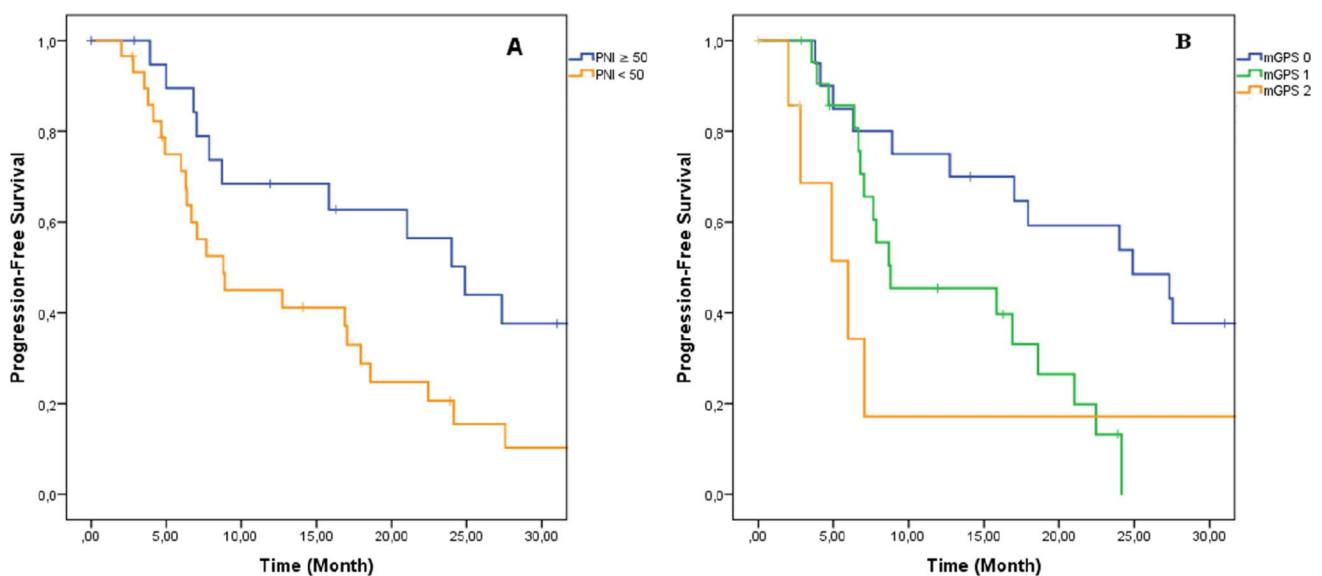 A
PNI ≥ 50
PNI < 50
1,0
0,8
0,6
0,4
0,2
0,0
Progression-Free Survival
,00 5,00 10,00 15,00 20,00 25,00 30,00
Time (Month)
B
mGPS 0
mGPS 1
mGPS 2
1,0
0,8
0,6
0,4
0,2
0,0
Progression-Free Survival
,00 5,00 10,00 15,00 20,00 25,00 30,00
Time (Month)